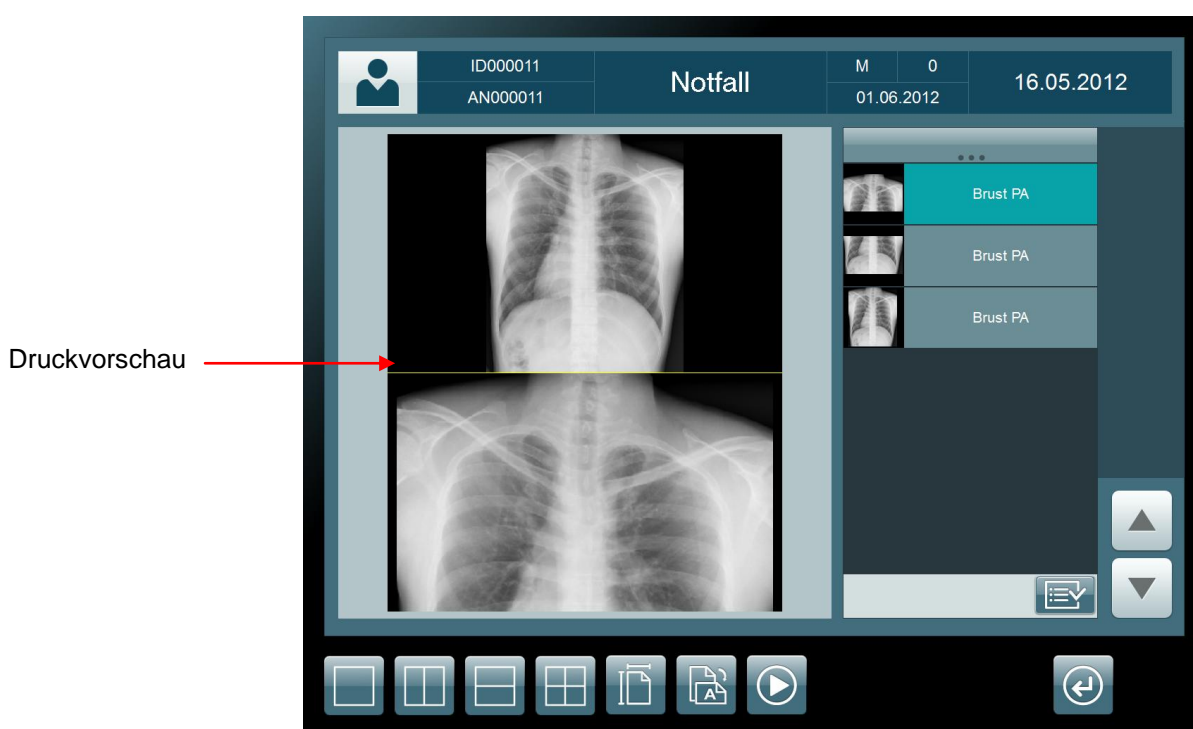 ID000011
AN000011
Notfall
M 0
01.06.2012
16.05.2012
Brust PA
Brust PA
Brust PA
Druckvorschau
A